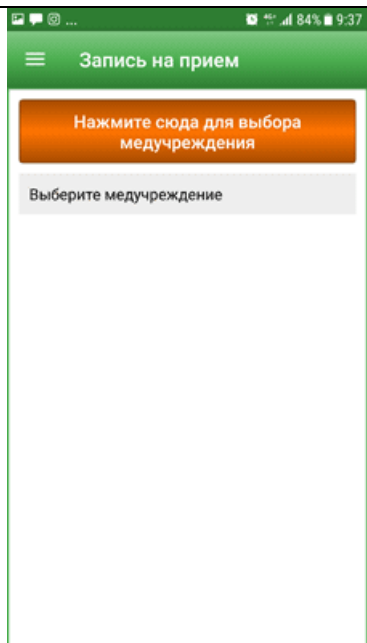 ... 84% 9:37
Запись на прием
Нажмите сюда для выбора
медучреждения
Выберите медучреждение